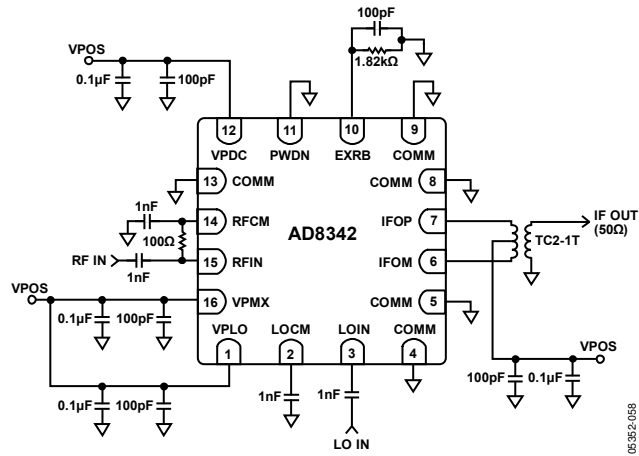 100pF
VPOS
0.1µF
100pF
1.82kΩ
12
11
10
9
VPDC
PWDN
EXRB
COMM
13
COMM
COMM
8
1nF
14
RFCM
IFOP
7
IF OUT
(50Ω)
100Ω
AD8342
TC2-1T
RF IN
15
RFIN
IFOM
6
1nF
VPOS
16
VPMX
COMM
5
0.1µF
100pF
VPLO
LOCM
LOIN
COMM
1
2
3
4
VPOS
0.1µF
100pF
1nF
1nF
100pF
0.1µF
LO IN
05352-058